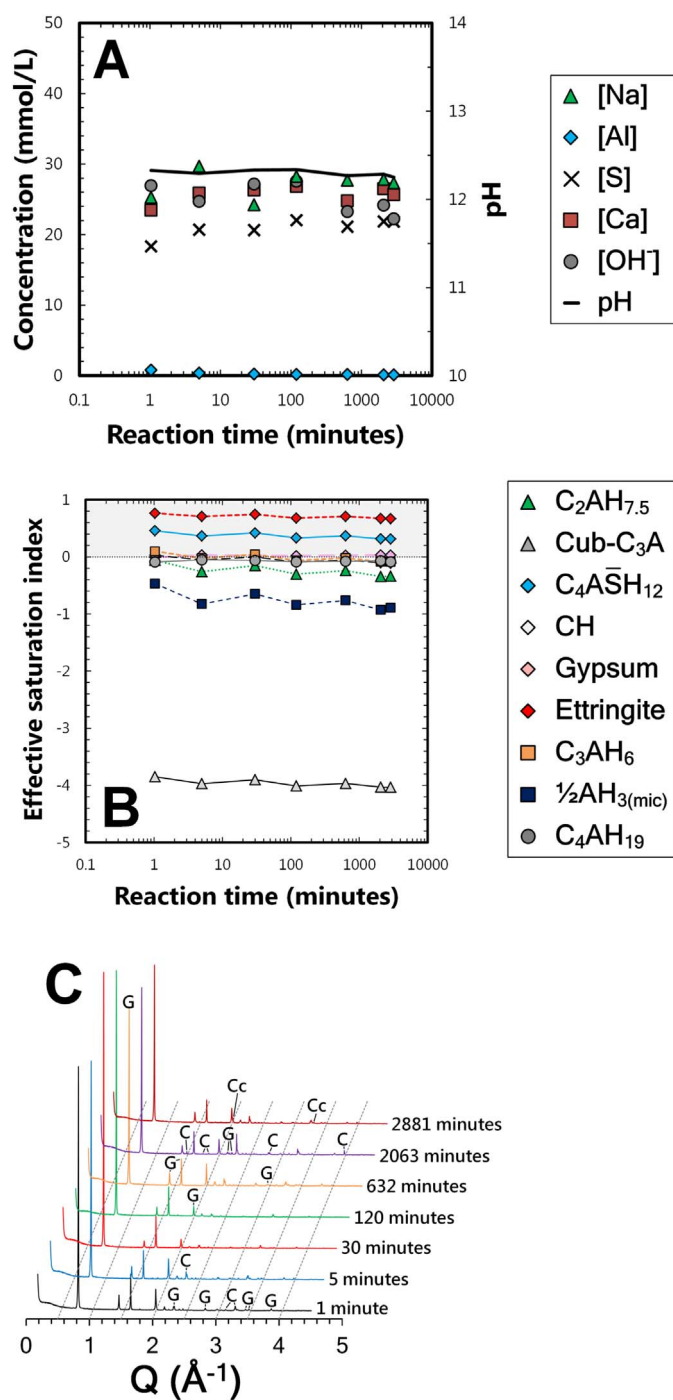 A
Concentration (mmol/L)
50
40
30
20
10
0
pH
14
13
12
11
10
0.1 1 10 100 1000 10000
Reaction time (minutes)
[Na]
[Al]
[S]
[Ca]
[OH⁻]
pH
B
Effective saturation index
1
0
-1
-2
-3
-4
-5
0.1 1 10 100 1000 10000
Reaction time (minutes)
C₂AH₇.₅
Cub-C₃A
C₄AS̅H₁₂
CH
Gypsum
Ettringite
C₃AH₆
½AH₃₍mic₎
C₄AH₁₉
C
G
Cc
Cc
2881 minutes
C C G C C
2063 minutes
G G
632 minutes
G
120 minutes
30 minutes
C
5 minutes
G G C G G
1 minute
0 1 2 3 4 5
Q (Å⁻¹)